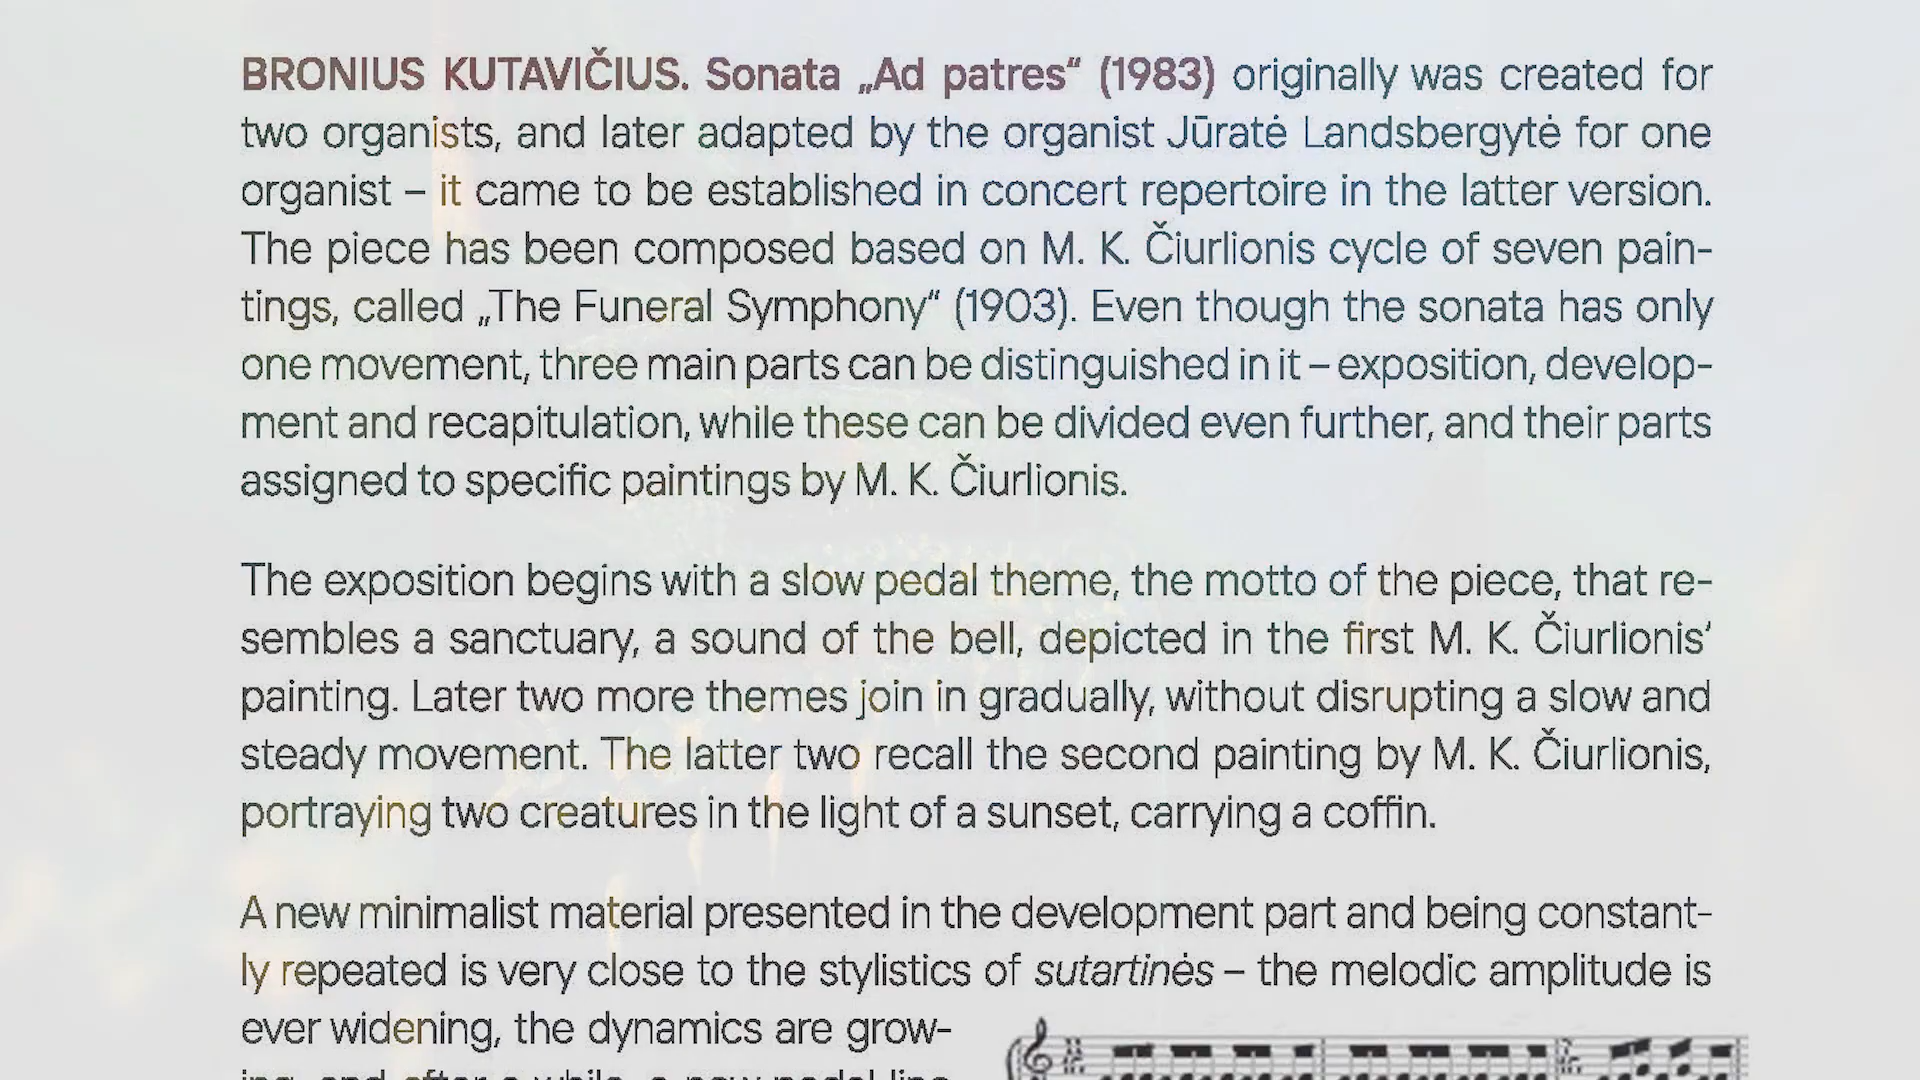 BRONIUS KUTAVIČIUS. Sonata „Ad patres“ (1983) originally was created for
two organists, and later adapted by the organist Jūratė Landsbergytė for one
organist – it came to be established in concert repertoire in the latter version.
The piece has been composed based on M. K. Čiurlionis cycle of seven pain-
tings, called „The Funeral Symphony“ (1903). Even though the sonata has only
one movement, three main parts can be distinguished in it – exposition, develop-
ment and recapitulation, while these can be divided even further, and their parts
assigned to specific paintings by M. K. Čiurlionis.
The exposition begins with a slow pedal theme, the motto of the piece, that re-
sembles a sanctuary, a sound of the bell, depicted in the first M. K. Čiurlionis’
painting. Later two more themes join in gradually, without disrupting a slow and
steady movement. The latter two recall the second painting by M. K. Čiurlionis,
portraying two creatures in the light of a sunset, carrying a coffin.
A new minimalist material presented in the development part and being constant-
ly repeated is very close to the stylistics of sutartinės – the melodic amplitude is
ever widening, the dynamics are grow-
ing, and after a while, a new pedal line